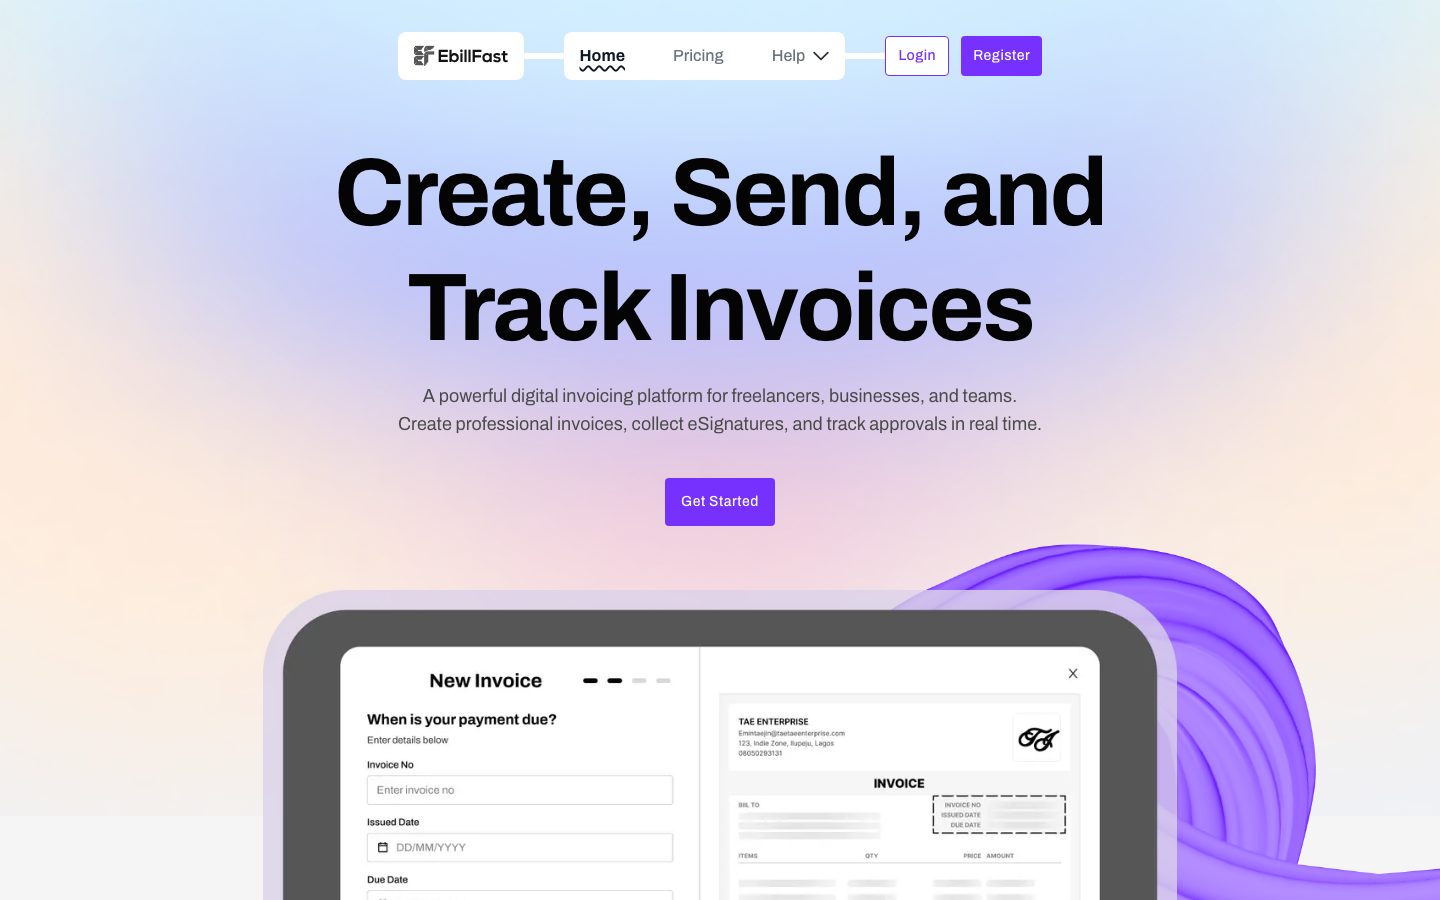 EbillFast
Home
Pricing
Help
Login
Register
Create, Send, and
Track Invoices
A powerful digital invoicing platform for freelancers, businesses, and teams.
Create professional invoices, collect eSignatures, and track approvals in real time.
Get Started
New Invoice
When is your payment due?
Enter details below
Invoice No
Enter invoice no
Issued Date
DD/MM/YYYY
Due Date
X
TAE ENTERPRISE
Emintaejin@taetaeenterprise.com
123, Indle Zone, Ilupeju, Lagos
08050293131
INVOICE
BIIL TO
INVOICE NO
ISSUED DATE
DUE DATE
ITEMS QTY PRICE AMOUNT